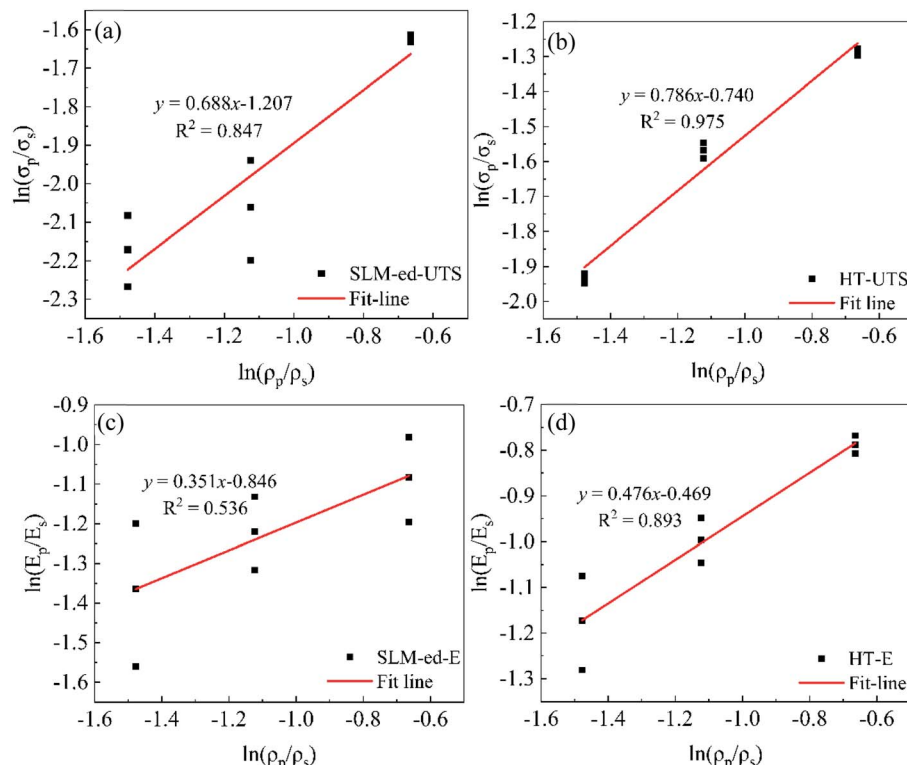 (a)
-1.6
-1.7
-1.8
-1.9
-2.0
-2.1
-2.2
-2.3
ln(σp/σs)
y = 0.688x-1.207
R² = 0.847
SLM-ed-UTS
Fit-line
-1.6 -1.4 -1.2 -1.0 -0.8 -0.6
ln(ρp/ρs)
(b)
-1.2
-1.3
-1.4
-1.5
-1.6
-1.7
-1.8
-1.9
-2.0
ln(σp/σs)
y = 0.786x-0.740
R² = 0.975
HT-UTS
Fit line
-1.6 -1.4 -1.2 -1.0 -0.8 -0.6
ln(ρp/ρs)
(c)
-0.9
-1.0
-1.1
-1.2
-1.3
-1.4
-1.5
-1.6
ln(Ep/Es)
y = 0.351x-0.846
R² = 0.536
SLM-ed-E
Fit line
-1.6 -1.4 -1.2 -1.0 -0.8 -0.6
ln(ρp/ρs)
(d)
-0.7
-0.8
-0.9
-1.0
-1.1
-1.2
-1.3
ln(Ep/Es)
y = 0.476x-0.469
R² = 0.893
HT-E
Fit-line
-1.6 -1.4 -1.2 -1.0 -0.8 -0.6
ln(ρp/ρs)